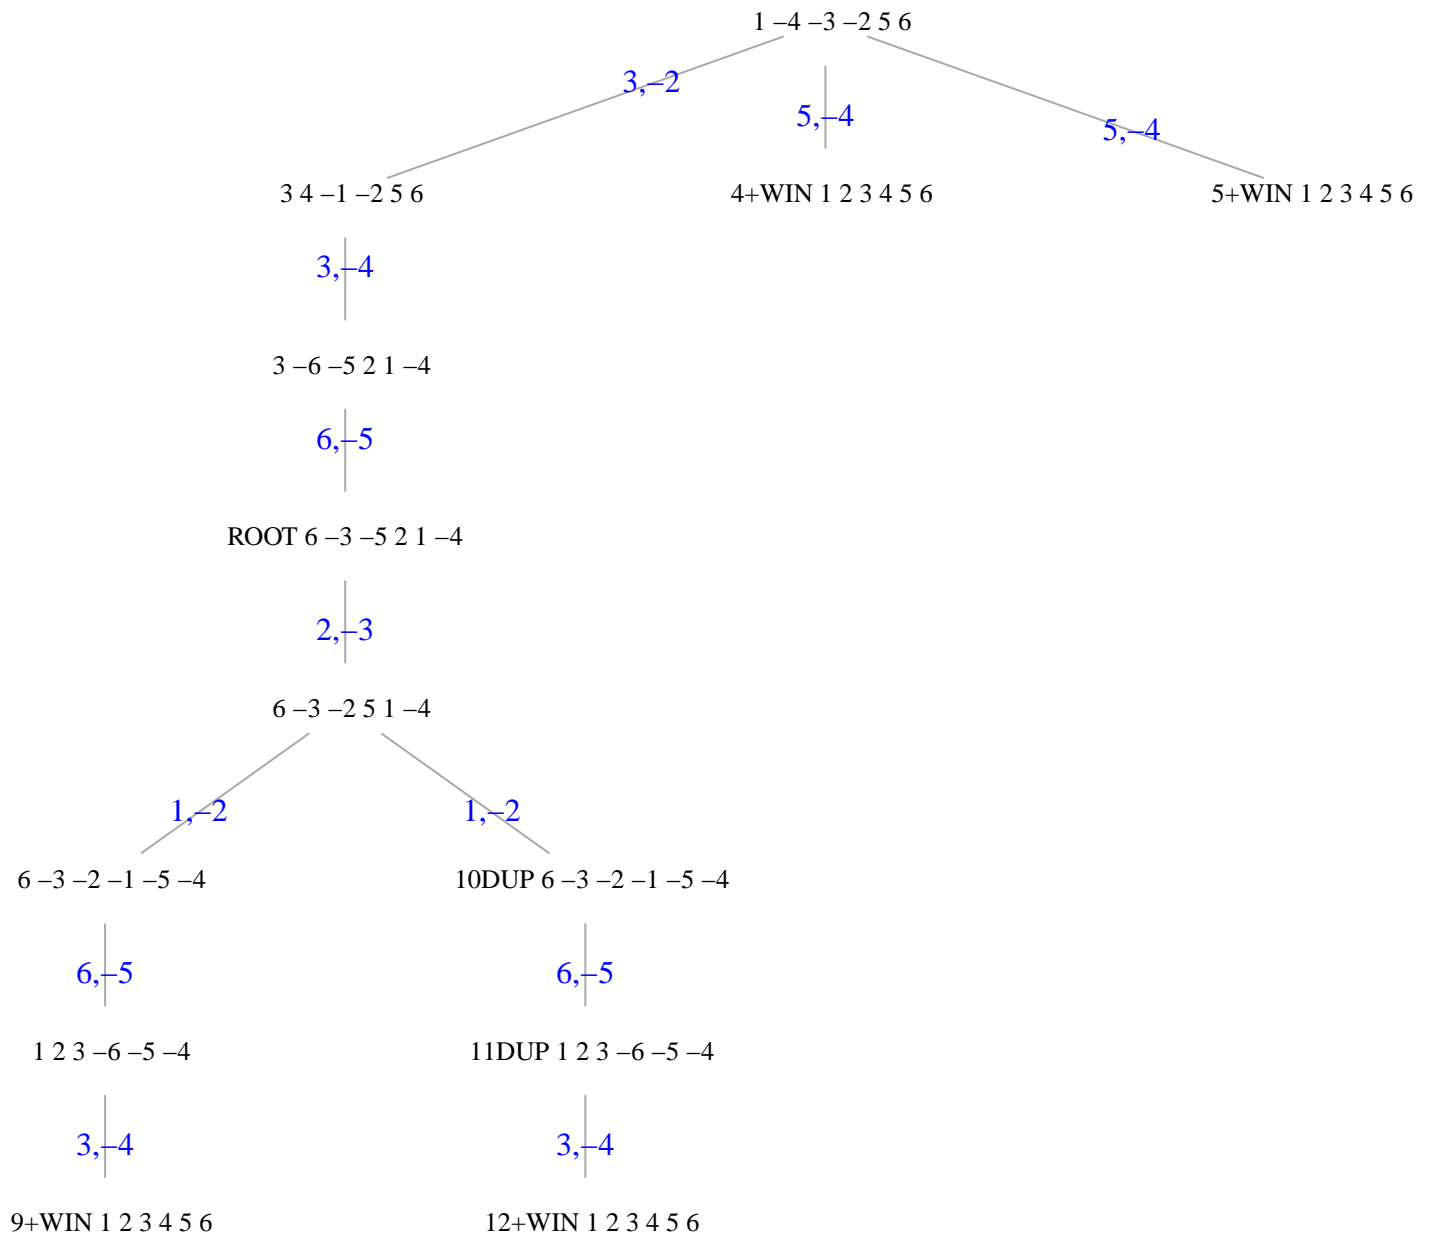 1 –4 –3 –2 5 6
3,–2
5,–4
5,–4
3 4 –1 –2 5 6
4+WIN 1 2 3 4 5 6
5+WIN 1 2 3 4 5 6
3,–4
3 –6 –5 2 1 –4
6,–5
ROOT 6 –3 –5 2 1 –4
2,–3
6 –3 –2 5 1 –4
1,–2
1,–2
6 –3 –2 –1 –5 –4
10DUP 6 –3 –2 –1 –5 –4
6,–5
6,–5
1 2 3 –6 –5 –4
11DUP 1 2 3 –6 –5 –4
3,–4
3,–4
9+WIN 1 2 3 4 5 6
12+WIN 1 2 3 4 5 6